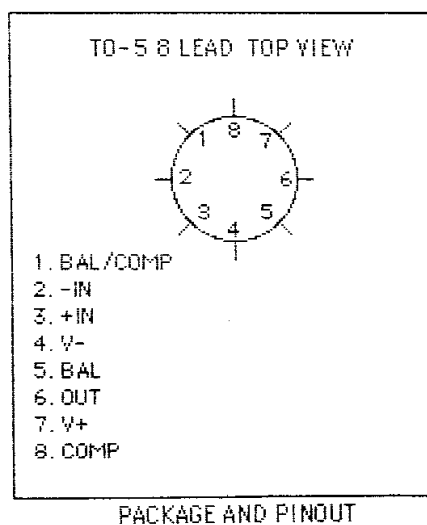 TO-5 8 LEAD TOP VIEW
8
1 7
2 6
3 5
4
1. BAL/COMP
2. -IN
3. +IN
4. V-
5. BAL
6. OUT
7. V+
8. COMP
PACKAGE AND PINOUT